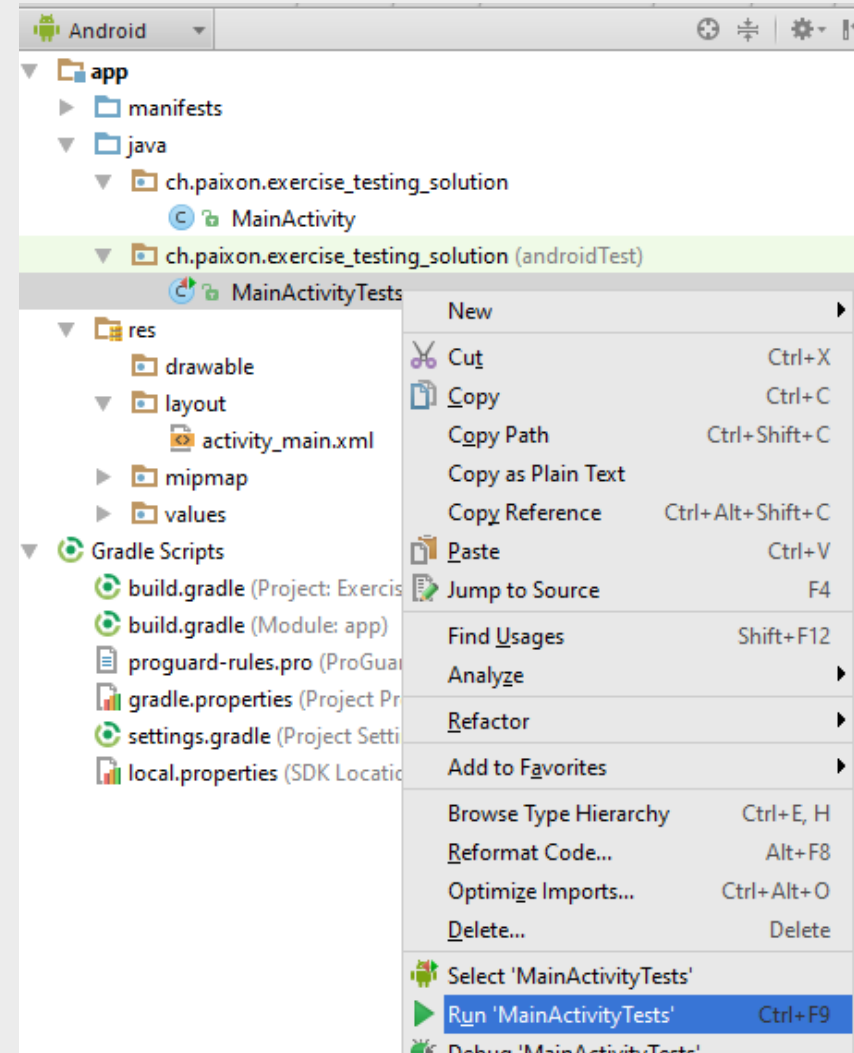 Android
app
manifests
java
ch.paixon.exercise_testing_solution
MainActivity
ch.paixon.exercise_testing_solution (androidTest)
MainActivityTests
res
drawable
layout
activity_main.xml
mipmap
values
Gradle Scripts
build.gradle (Project: Exercis
build.gradle (Module: app)
proguard-rules.pro (ProGuar
gradle.properties (Project Pr
settings.gradle (Project Setti
local.properties (SDK Locatio
New
Cut Ctrl+X
Copy Ctrl+C
Copy Path Ctrl+Shift+C
Copy as Plain Text
Copy Reference Ctrl+Alt+Shift+C
Paste Ctrl+V
Jump to Source F4
Find Usages Shift+F12
Analyze
Refactor
Add to Favorites
Browse Type Hierarchy Ctrl+E, H
Reformat Code... Alt+F8
Optimize Imports... Ctrl+Alt+O
Delete... Delete
Select 'MainActivityTests'
Run 'MainActivityTests' Ctrl+F9
Debug 'MainActivityTests'